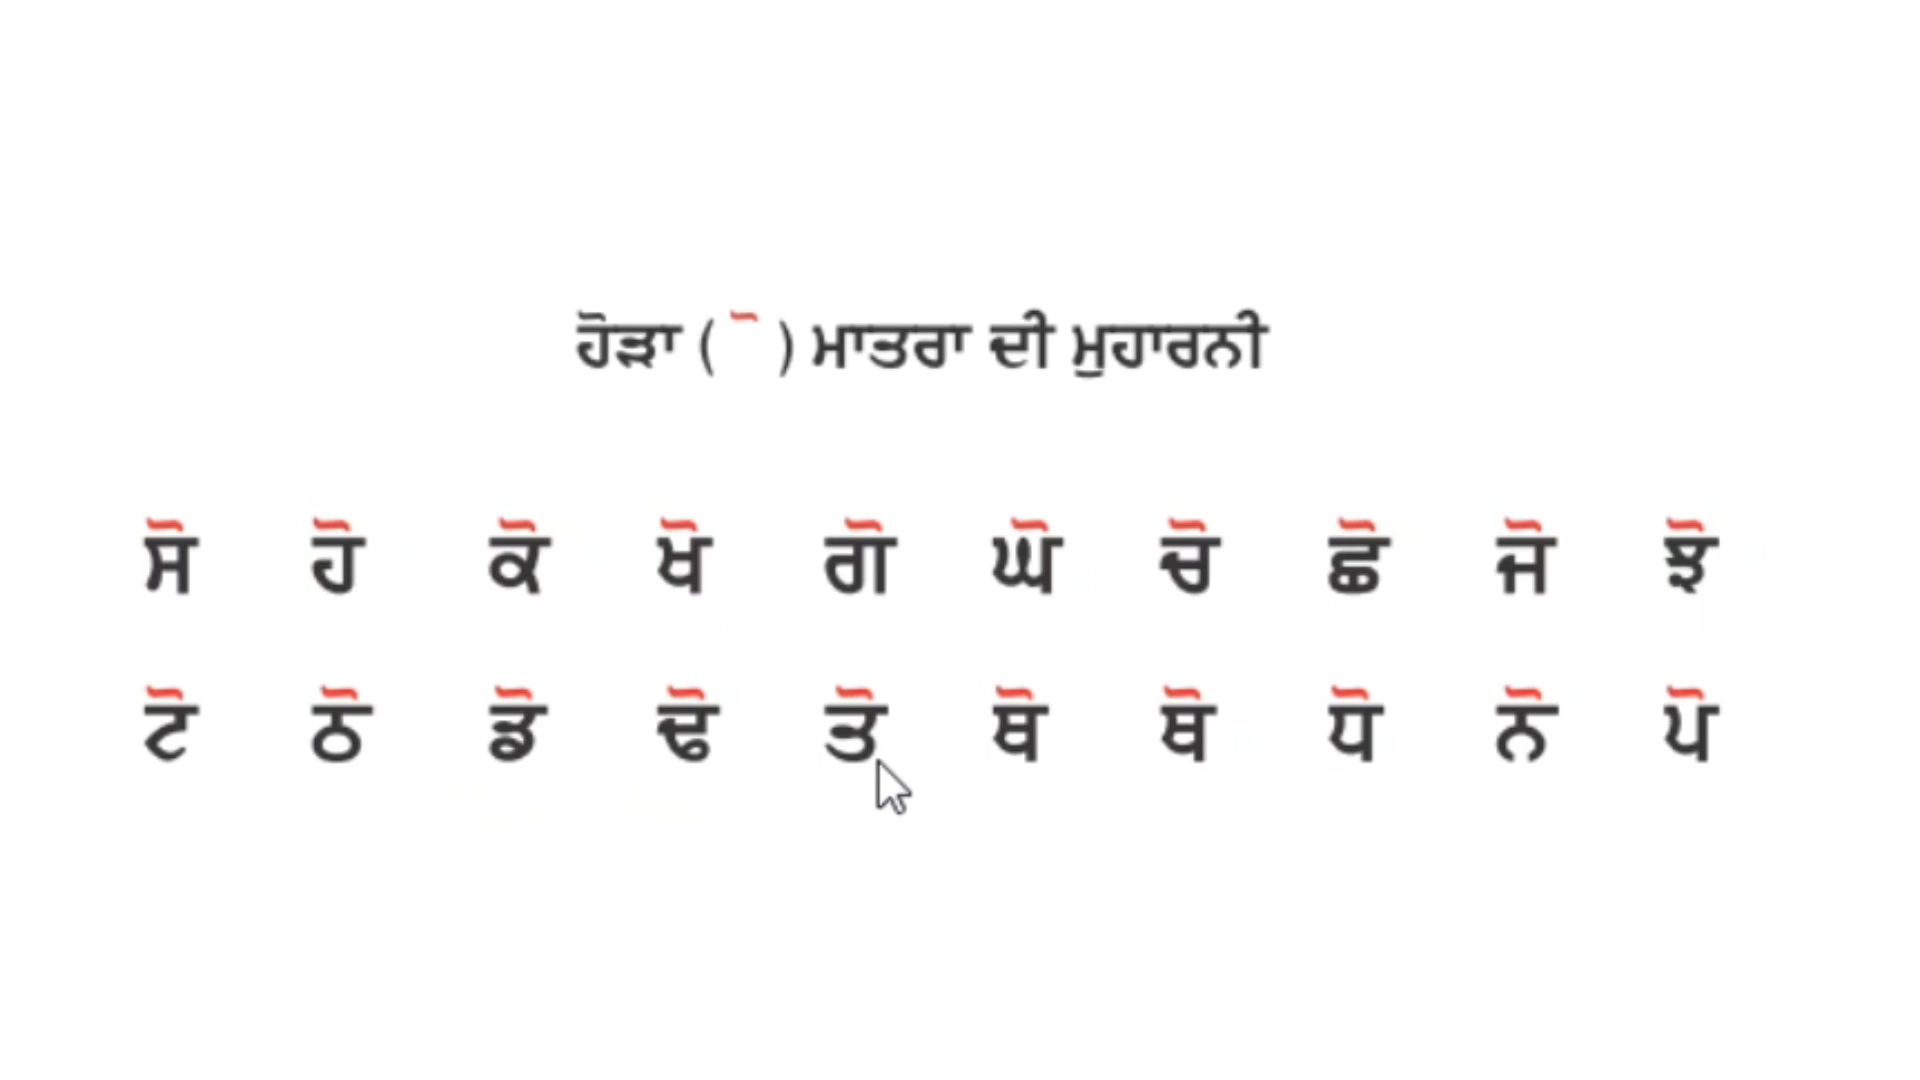 ਹੋੜਾ ( ੋ ) ਮਾਤਰਾ ਦੀ ਮੁਹਾਰਨੀ
ਸੋ ਹੋ ਕੋ ਖੋ ਗੋ ਘੋ ਚੋ ਛੋ ਜੋ ਝੋ
ਟੋ ਠੋ ਡੋ ਢੋ ਤੋ ਥੋ ਥੋ ਧੋ ਨੋ ਪੋ